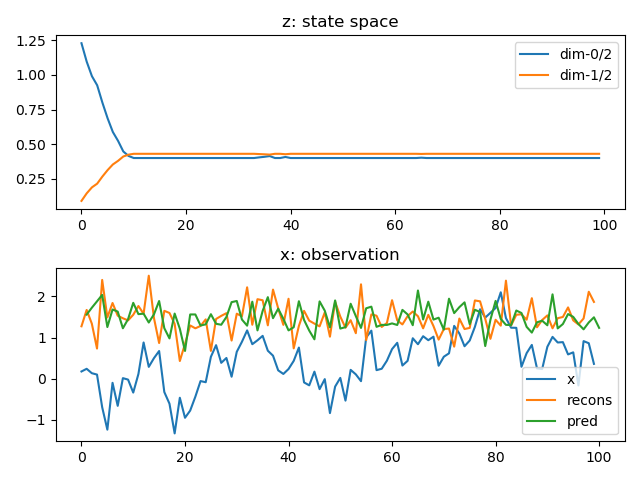 z: state space
1.25
1.00
0.75
0.50
0.25
dim-0/2
dim-1/2
0 20 40 60 80 100
x: observation
2
1
0
−1
x
recons
pred
0 20 40 60 80 100